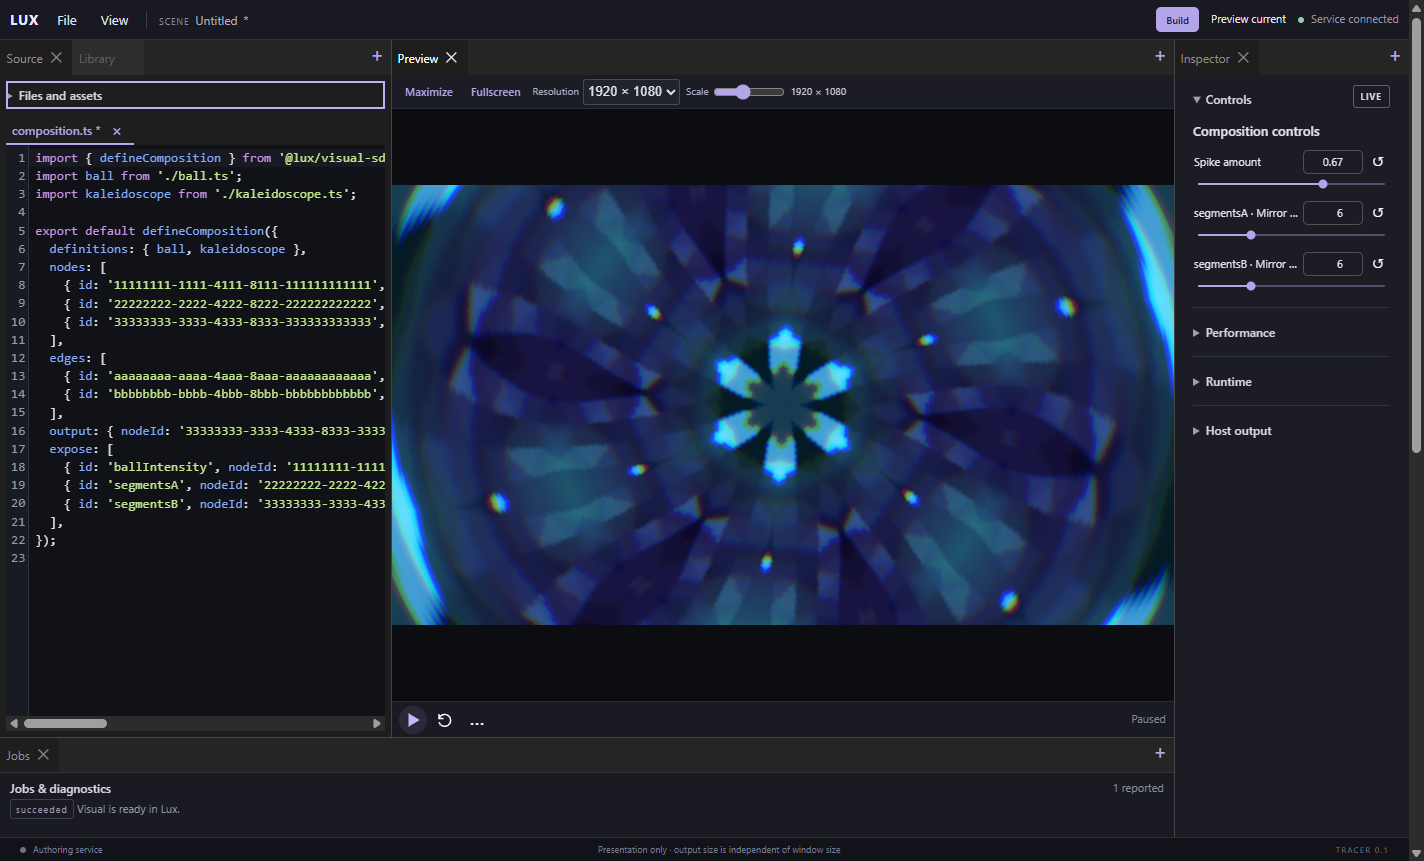 LUX File View SCENE Untitled * Build Preview current Service connected
Source Library +
Files and assets
composition.ts *
1 import { defineComposition } from '@lux/visual-sd
2 import ball from './ball.ts';
3 import kaleidoscope from './kaleidoscope.ts';
4
5 export default defineComposition({
6 definitions: { ball, kaleidoscope },
7 nodes: [
8 { id: '11111111-1111-4111-8111-111111111111',
9 { id: '22222222-2222-4222-8222-222222222222',
10 { id: '33333333-3333-4333-8333-333333333333',
11 ],
12 edges: [
13 { id: 'aaaaaaaa-aaaa-4aaa-8aaa-aaaaaaaaaaaa',
14 { id: 'bbbbbbbb-bbbb-4bbb-8bbb-bbbbbbbbbbbb',
15 ],
16 output: { nodeId: '33333333-3333-4333-8333-3333
17 expose: [
18 { id: 'ballIntensity', nodeId: '11111111-1111
19 { id: 'segmentsA', nodeId: '22222222-2222-422
20 { id: 'segmentsB', nodeId: '33333333-3333-433
21 ],
22 });
23
Preview +
Maximize Fullscreen Resolution 1920 × 1080 Scale 1920 × 1080
... Paused
Inspector +
Controls LIVE
Composition controls
Spike amount 0.67
segmentsA · Mirror ... 6
segmentsB · Mirror ... 6
Performance
Runtime
Host output
Jobs +
Jobs & diagnostics 1 reported
succeeded Visual is ready in Lux.
Authoring service Presentation only · output size is independent of window size TRACER 0.1